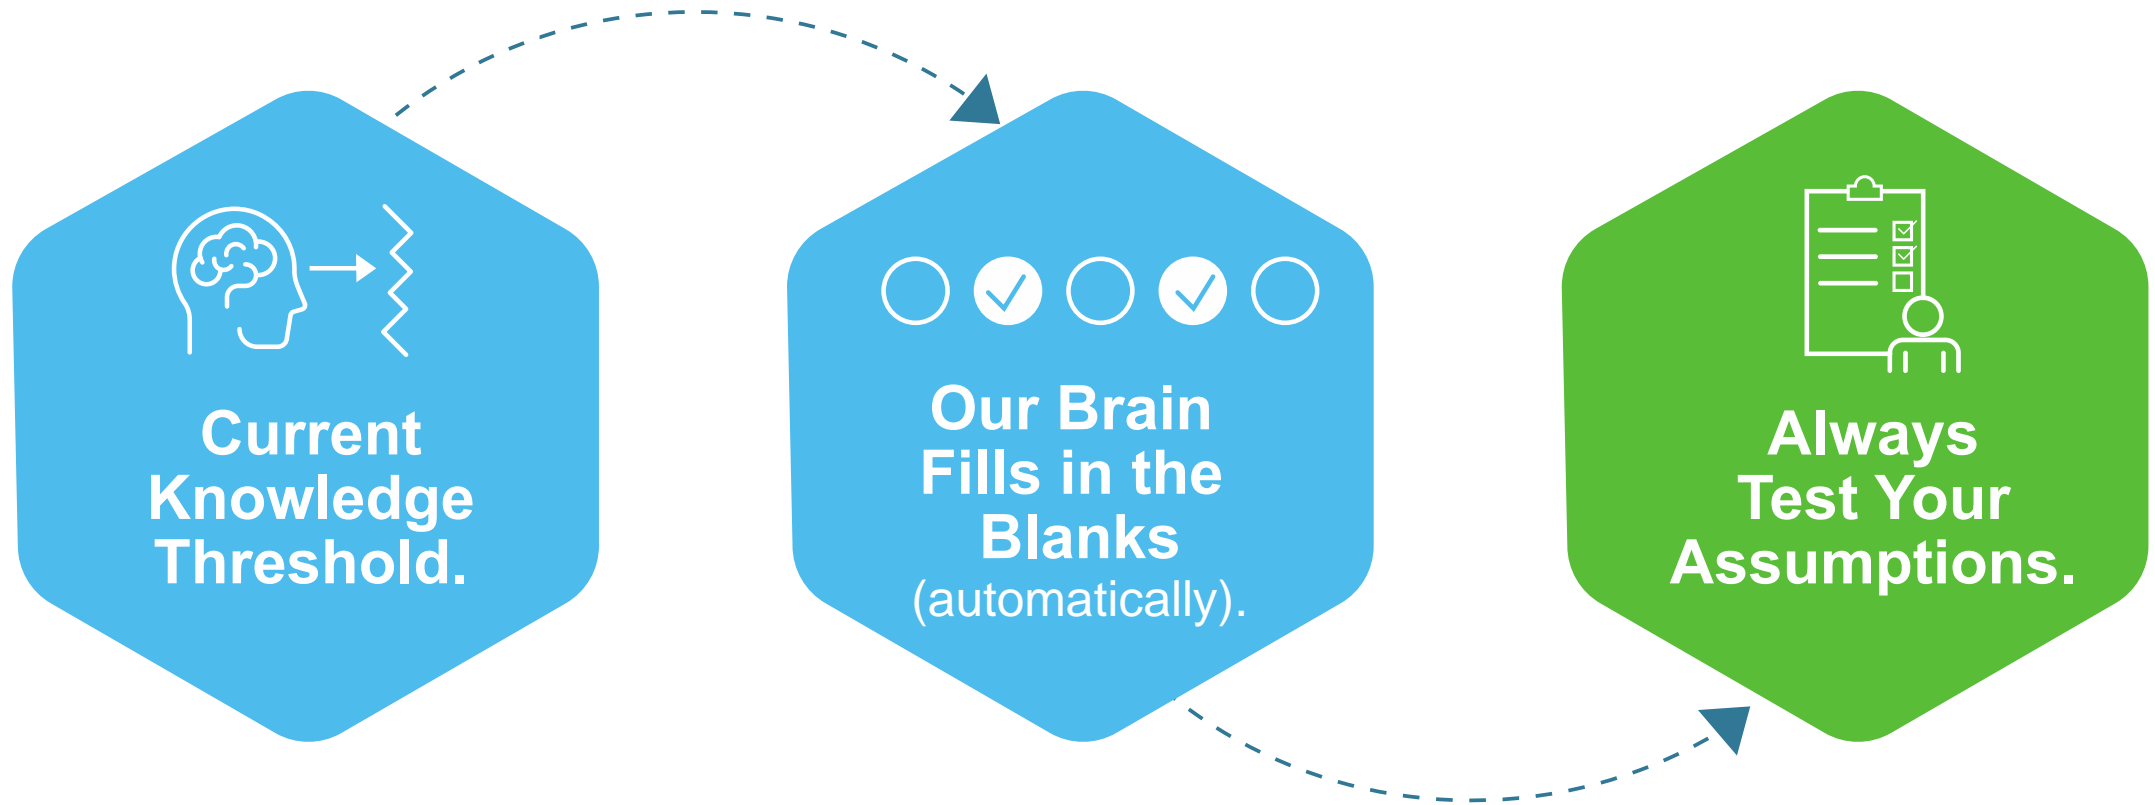 Current
Knowledge
Threshold.
Our Brain
Fills in the
Blanks
(automatically).
Always
Test Your
Assumptions.